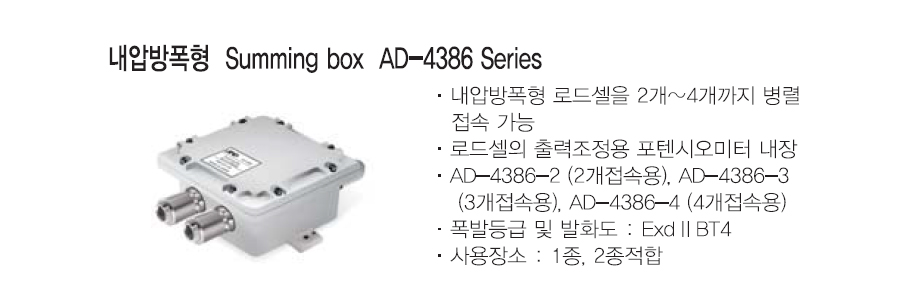 내압방폭형 Summing box AD-4386 Series
· 내압방폭형 로드셀을 2개~4개까지 병렬
접속 가능
· 로드셀의 출력조정용 포텐시오미터 내장
· AD-4386-2 (2개접속용), AD-4386-3
(3개접속용), AD-4386-4 (4개접속용)
· 폭발등급 및 발화도 : ExdⅡBT4
· 사용장소 : 1종, 2종적합